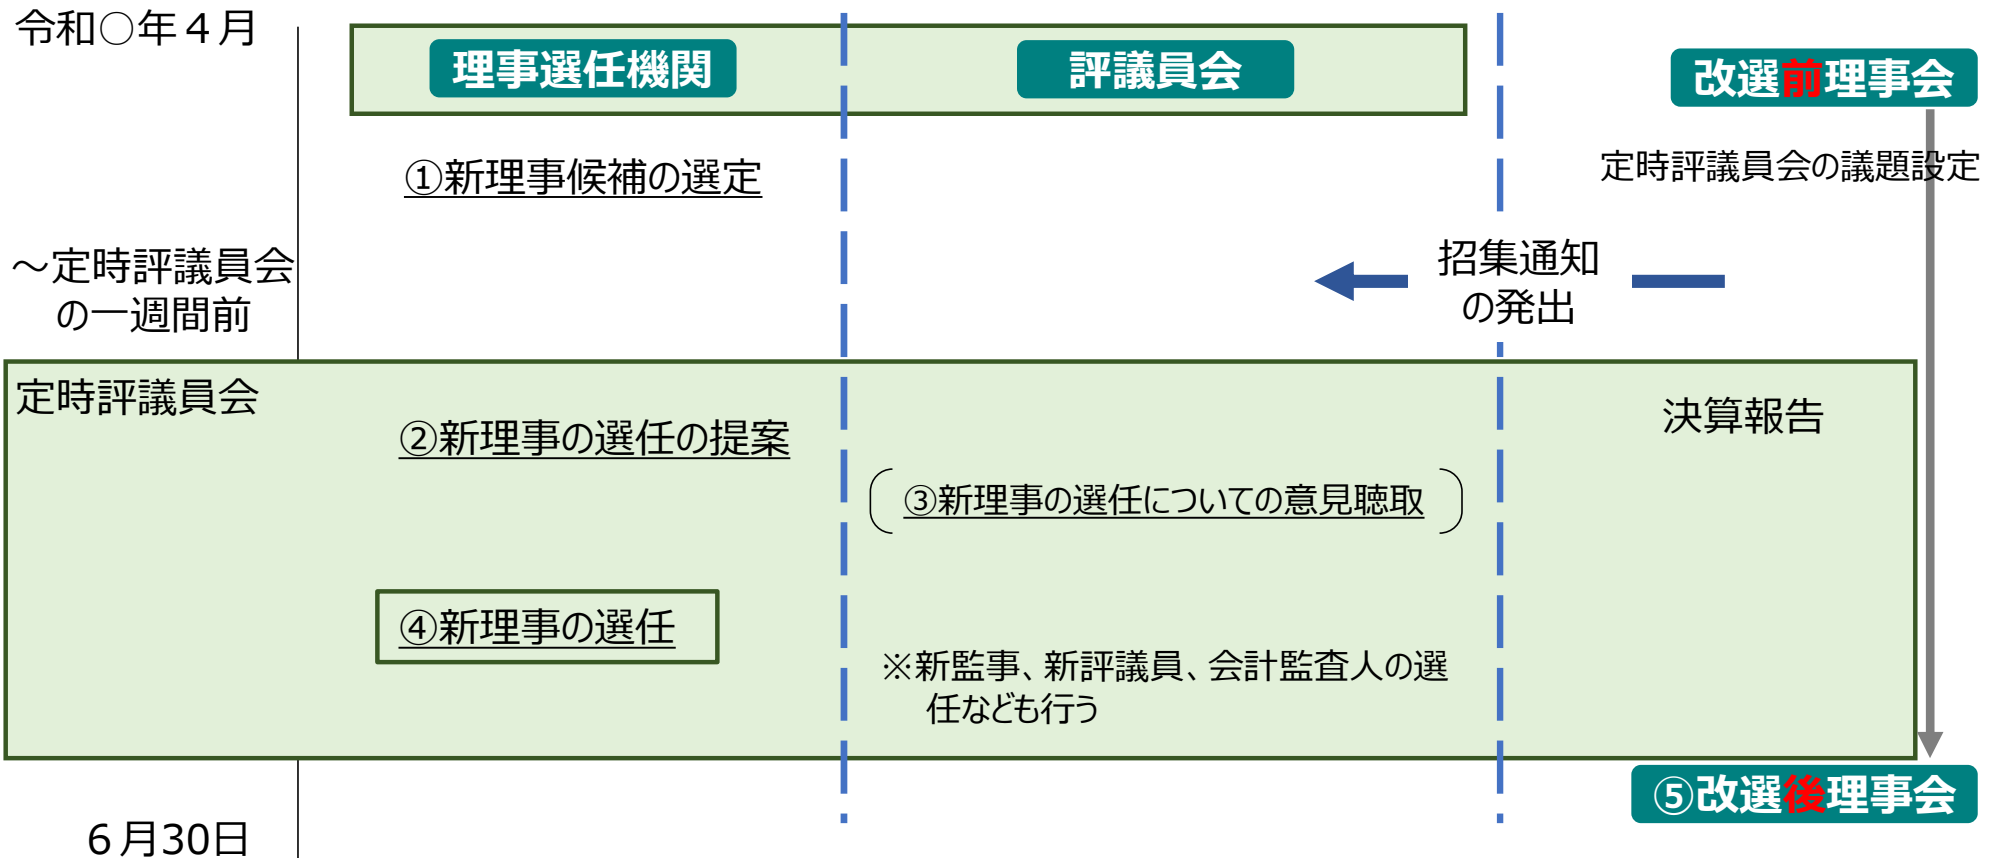 令和○年４月
理事選任機関
評議員会
改選前理事会
①新理事候補の選定
定時評議員会の議題設定
～定時評議員会
の一週間前
招集通知
の発出
定時評議員会
②新理事の選任の提案
決算報告
③新理事の選任についての意見聴取
④新理事の選任
※新監事、新評議員、会計監査人の選
任なども行う
⑤改選後理事会
６月30日